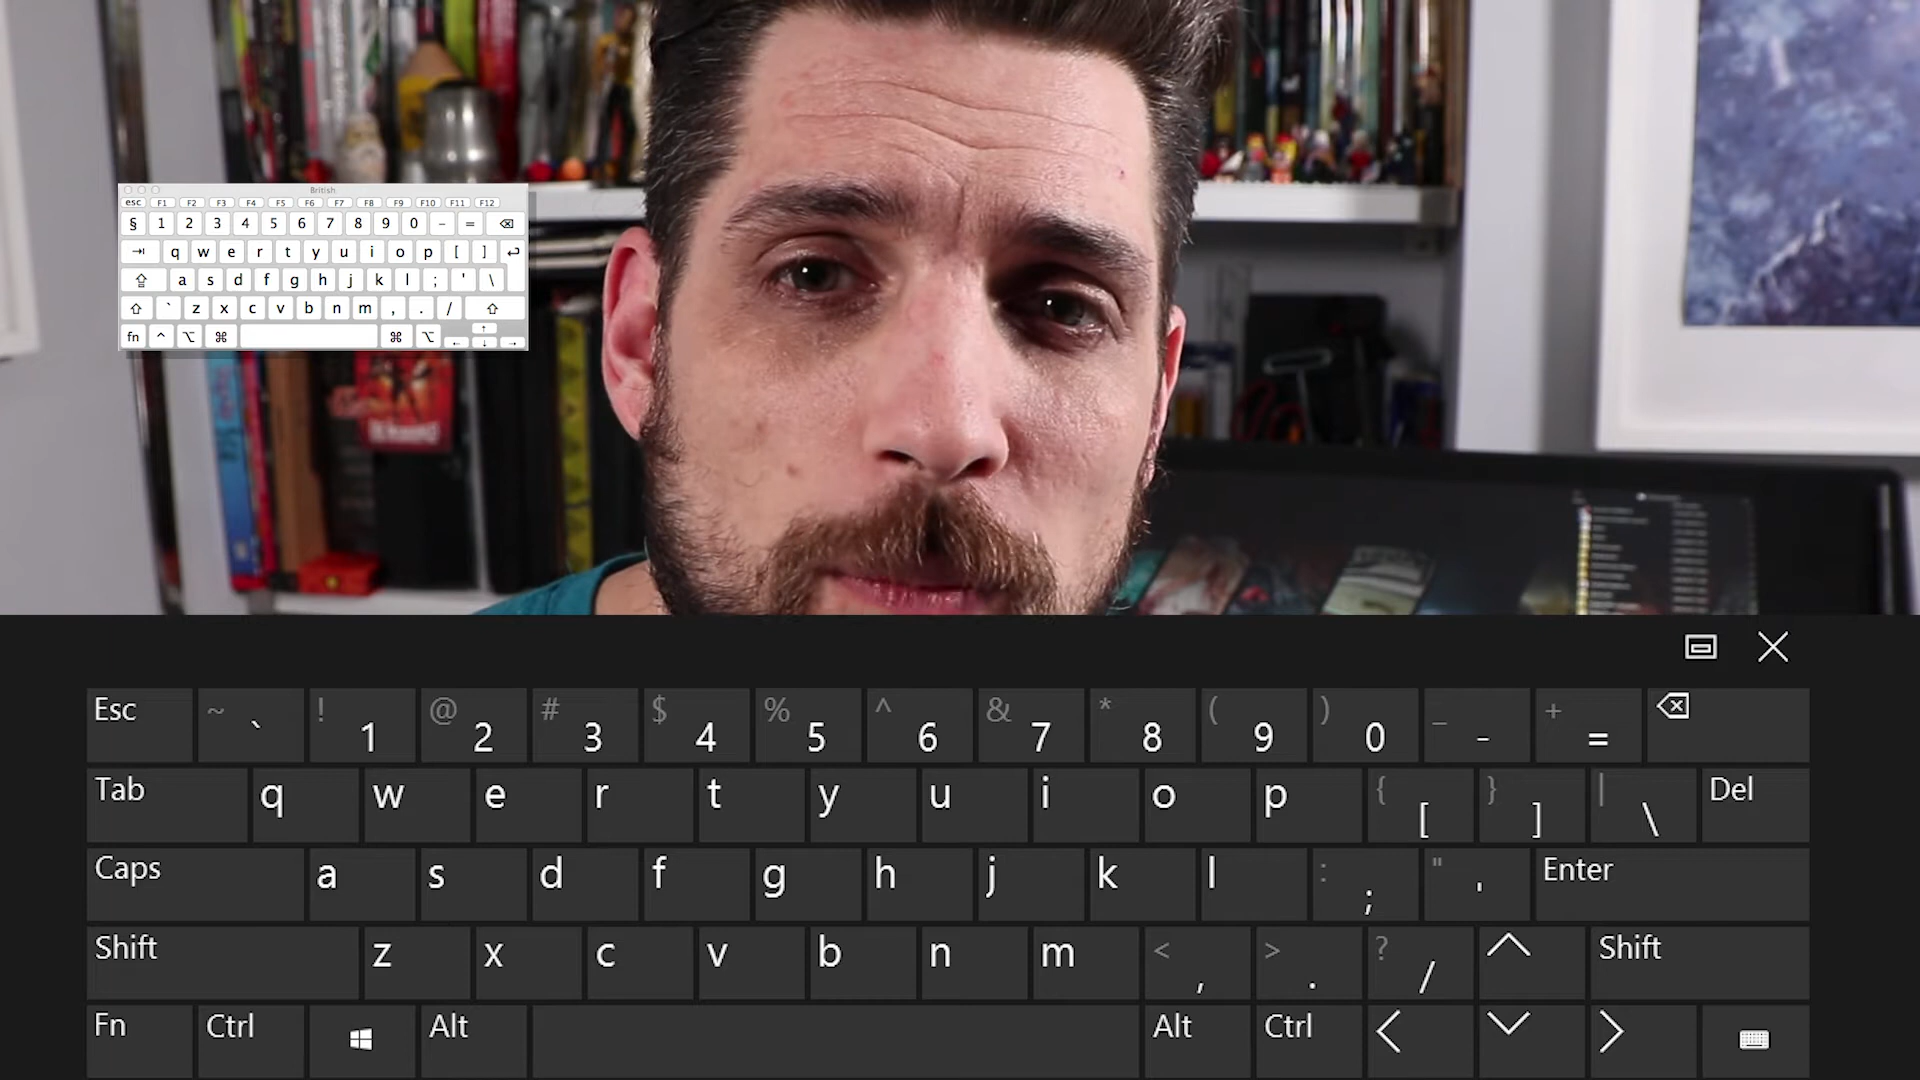 British
esc F1 F2 F3 F4 F5 F6 F7 F8 F9 F10 F11 F12
§ 1 2 3 4 5 6 7 8 9 0 - = ⌫
⇥ q w e r t y u i o p [ ] ↩
⇪ a s d f g h j k l ; ' \
⇧ ` z x c v b n m , . / ⇧
fn ^ ⌥ ⌘ ⌘ ⌥ ← ↑ ↓ →
Esc ~ ` ! 1 @ 2 # 3 $ 4 % 5 ^ 6 & 7 * 8 ( 9 ) 0 _ - + =
Tab q w e r t y u i o p { [ } ] | \ Del
Caps a s d f g h j k l : ; " ' Enter
Shift z x c v b n m < , > . ? / Shift
Fn Ctrl Alt Alt Ctrl